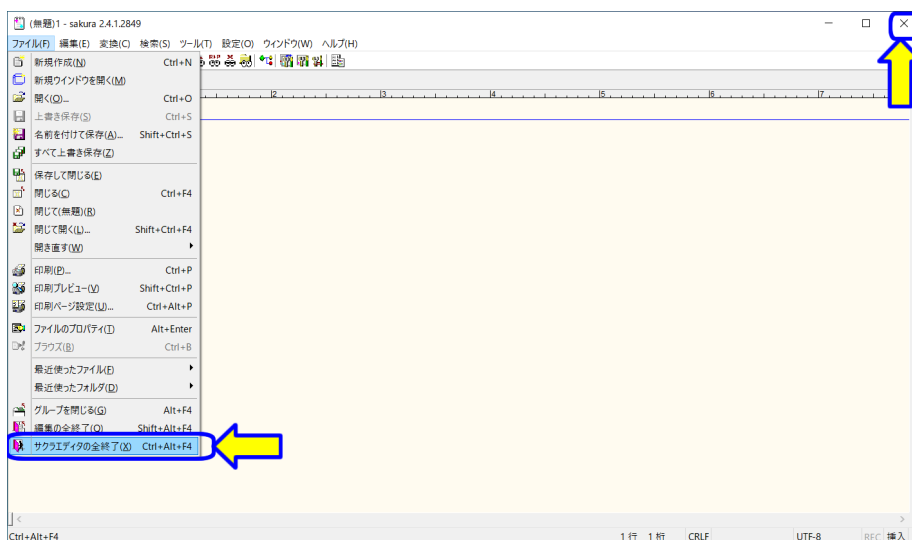 (無題)1 - sakura 2.4.1.2849
ファイル(F) 編集(E) 変換(C) 検索(S) ツール(T) 設定(O) ウィンドウ(W) ヘルプ(H)
新規作成(N) Ctrl+N
新規ウインドウを開く(M)
開く(O)... Ctrl+O
上書き保存(S) Ctrl+S
名前を付けて保存(A)... Shift+Ctrl+S
すべて上書き保存(Z)
保存して閉じる(E)
閉じる(C) Ctrl+F4
閉じて(無題)(R)
閉じて開く(L)... Shift+Ctrl+F4
開き直す(W)
印刷(P)... Ctrl+P
印刷プレビュー(V) Shift+Ctrl+P
印刷ページ設定(U)... Ctrl+Alt+P
ファイルのプロパティ(T) Alt+Enter
ブラウズ(B) Ctrl+B
最近使ったファイル(F)
最近使ったフォルダ(D)
グループを閉じる(G) Alt+F4
編集の全終了(Q) Shift+Alt+F4
サクラエディタの全終了(X) Ctrl+Alt+F4
2 3 4 5 6 7
Ctrl+Alt+F4 1 行 1 桁 CRLF UTF-8 REC 挿入